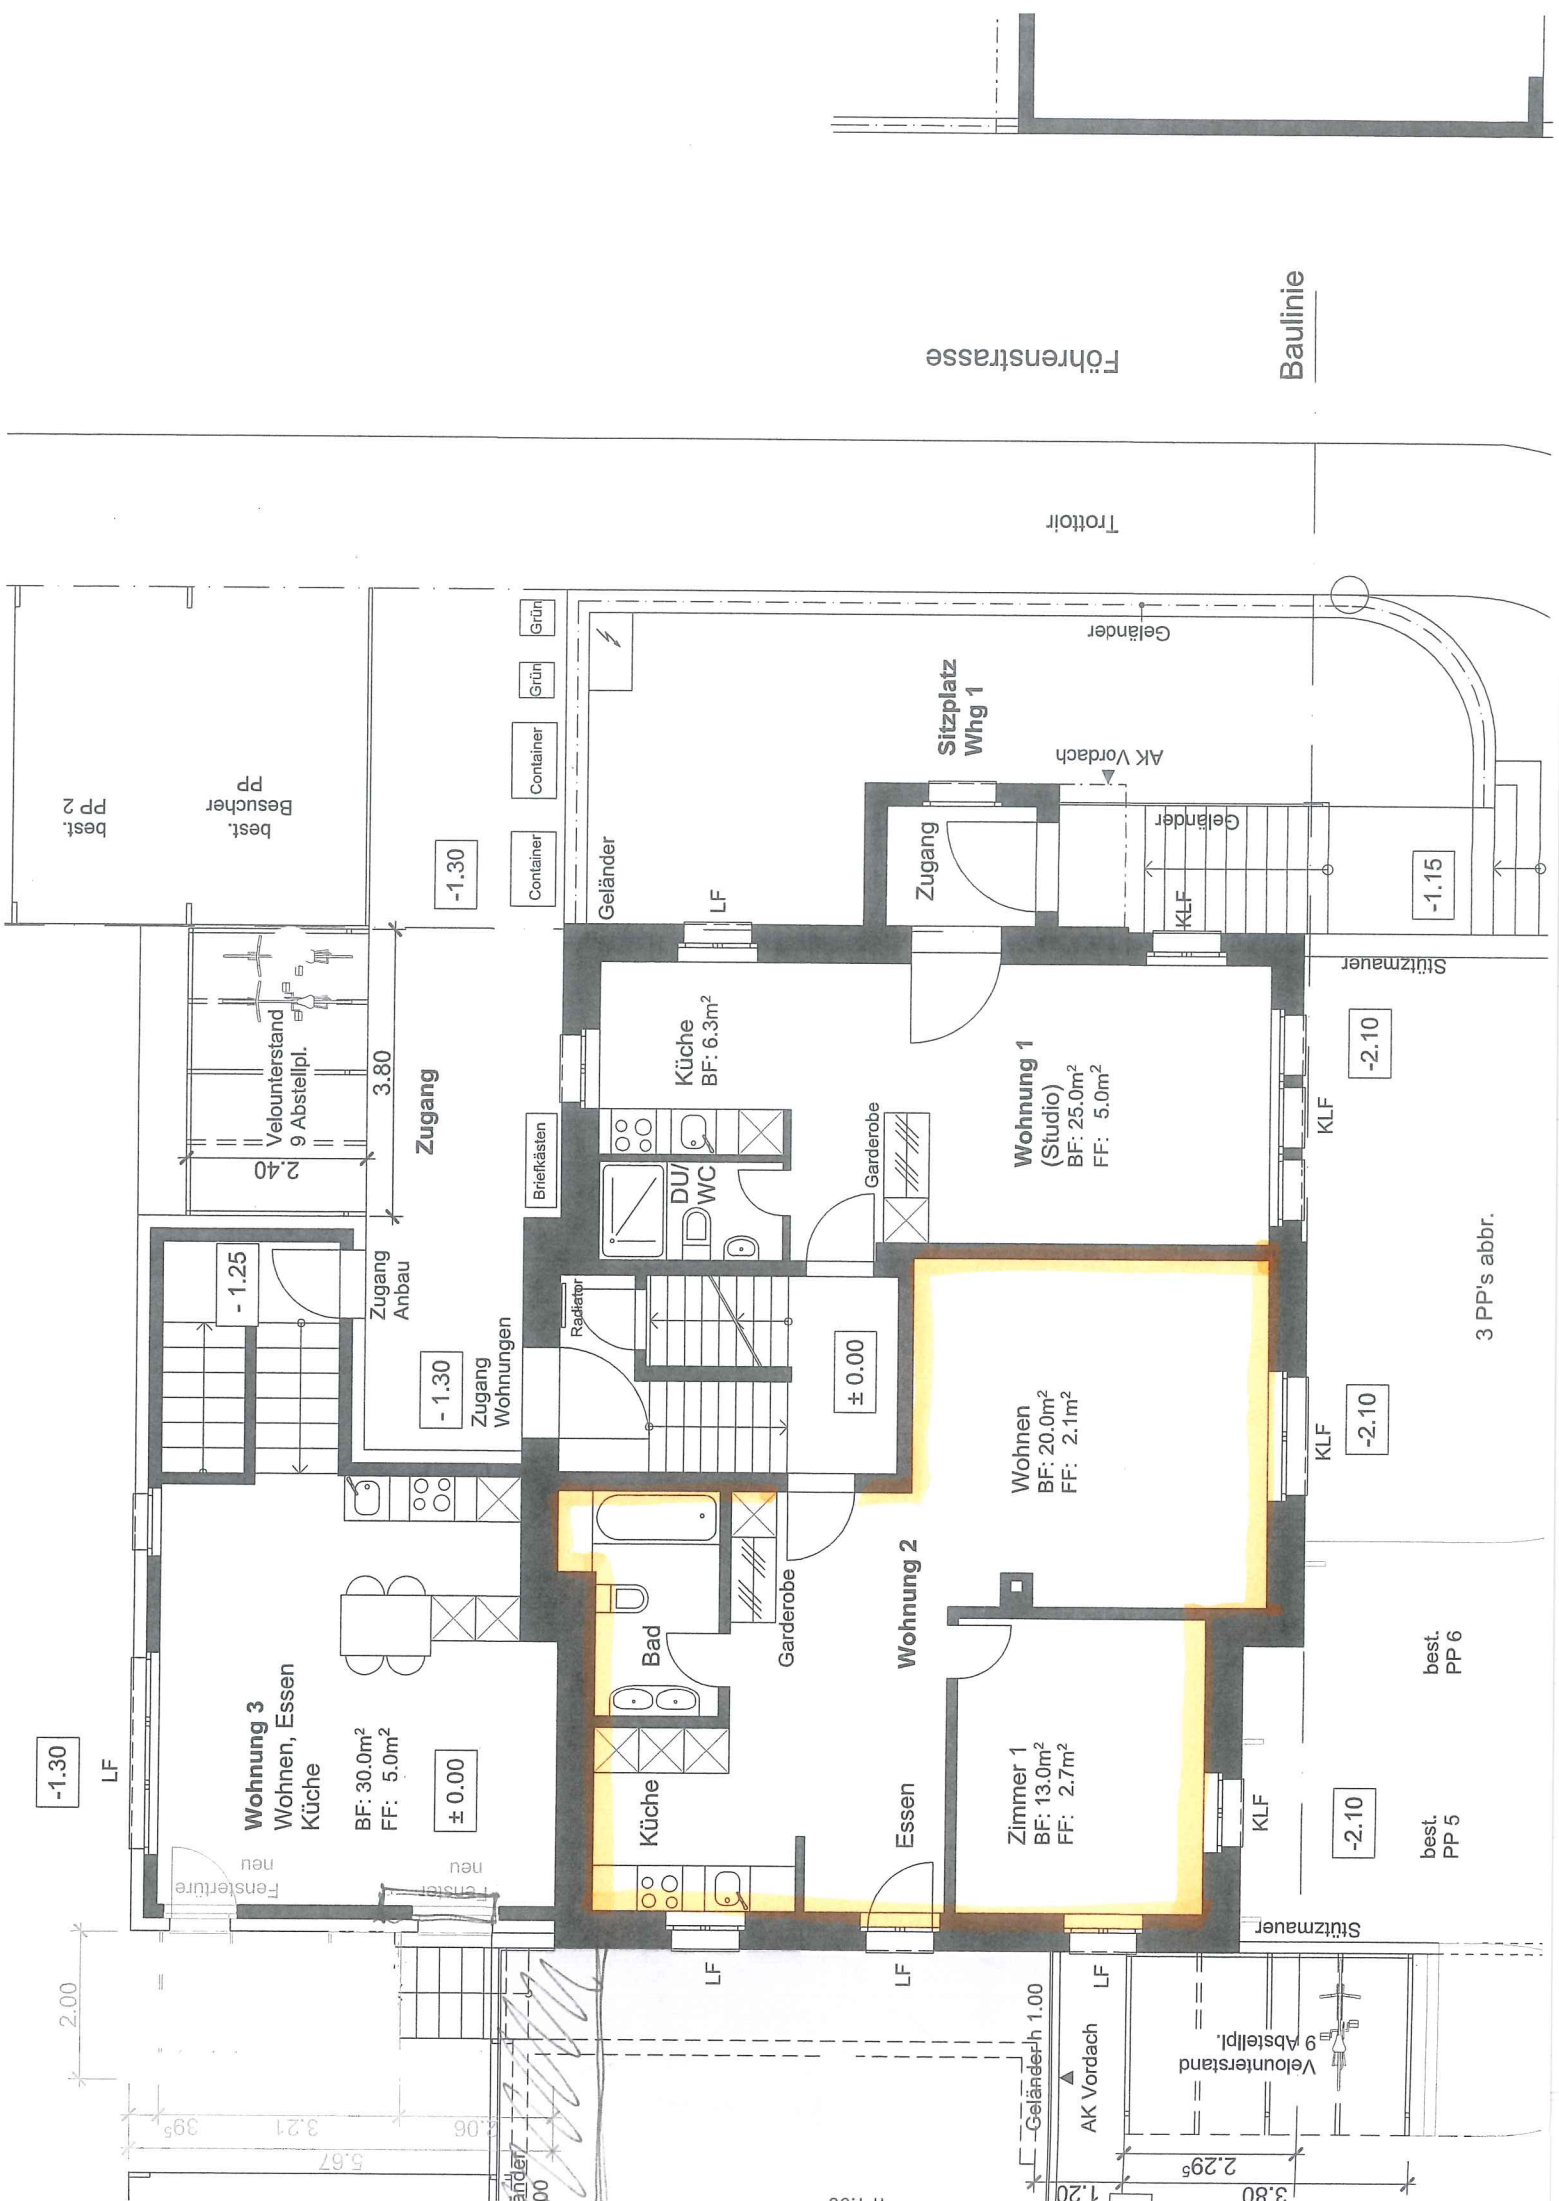 Baulinie
Föhrenstrasse
Trottoir
best.
PP 2
best.
Besucher
PP
-1.30
Container
Container
Grün
Grün
Geländer
Geländer
Sitzplatz
Whg 1
AK Vordach
Geländer
Zugang
LF
KLF
-1.15
Stützmauer
Velounterstand
9 Abstellpl.
2.40
3.80
Zugang
Briefkästen
Küche
BF: 6.3m²
DU/
WC
Garderobe
Wohnung 1
(Studio)
BF: 25.0m²
FF: 5.0m²
KLF
-2.10
3 PP's abbr.
- 1.25
Zugang
Anbau
- 1.30
Zugang
Wohnungen
Radiator
± 0.00
Wohnen
BF: 20.0m²
FF: 2.1m²
KLF
-2.10
-1.30
LF
Wohnung 3
Wohnen, Essen
Küche
BF: 30.0m²
FF: 5.0m²
± 0.00
Fenstertüre
neu
Fenster
neu
Bad
Garderobe
Wohnung 2
Küche
Essen
Zimmer 1
BF: 13.0m²
FF: 2.7m²
KLF
-2.10
best.
PP 6
best.
PP 5
Stützmauer
LF
LF
LF
2.00
39⁵
3.21
2.06
5.67
änder
00
Geländer h 1.00
AK Vordach
Velounterstand
9 Abstellpl.
2.29⁵
1.20
3.80